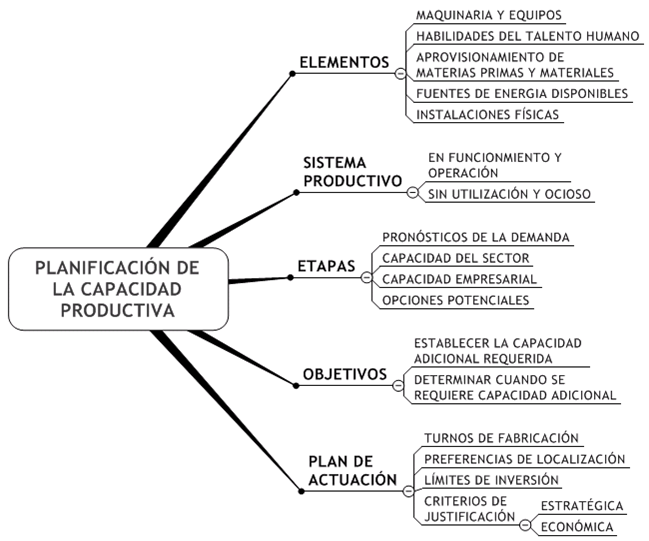 PLANIFICACIÓN DE
LA CAPACIDAD
PRODUCTIVA
ELEMENTOS
MAQUINARIA Y EQUIPOS
HABILIDADES DEL TALENTO HUMANO
APROVISIONAMIENTO DE
MATERIAS PRIMAS Y MATERIALES
FUENTES DE ENERGIA DISPONIBLES
INSTALACIONES FÍSICAS
SISTEMA
PRODUCTIVO
EN FUNCIONMIENTO Y
OPERACIÓN
SIN UTILIZACIÓN Y OCIOSO
ETAPAS
PRONÓSTICOS DE LA DEMANDA
CAPACIDAD DEL SECTOR
CAPACIDAD EMPRESARIAL
OPCIONES POTENCIALES
OBJETIVOS
ESTABLECER LA CAPACIDAD
ADICIONAL REQUERIDA
DETERMINAR CUANDO SE
REQUIERE CAPACIDAD ADICIONAL
PLAN DE
ACTUACIÓN
TURNOS DE FABRICACIÓN
PREFERENCIAS DE LOCALIZACIÓN
LÍMITES DE INVERSIÓN
CRITERIOS DE
JUSTIFICACIÓN
ESTRATÉGICA
ECONÓMICA